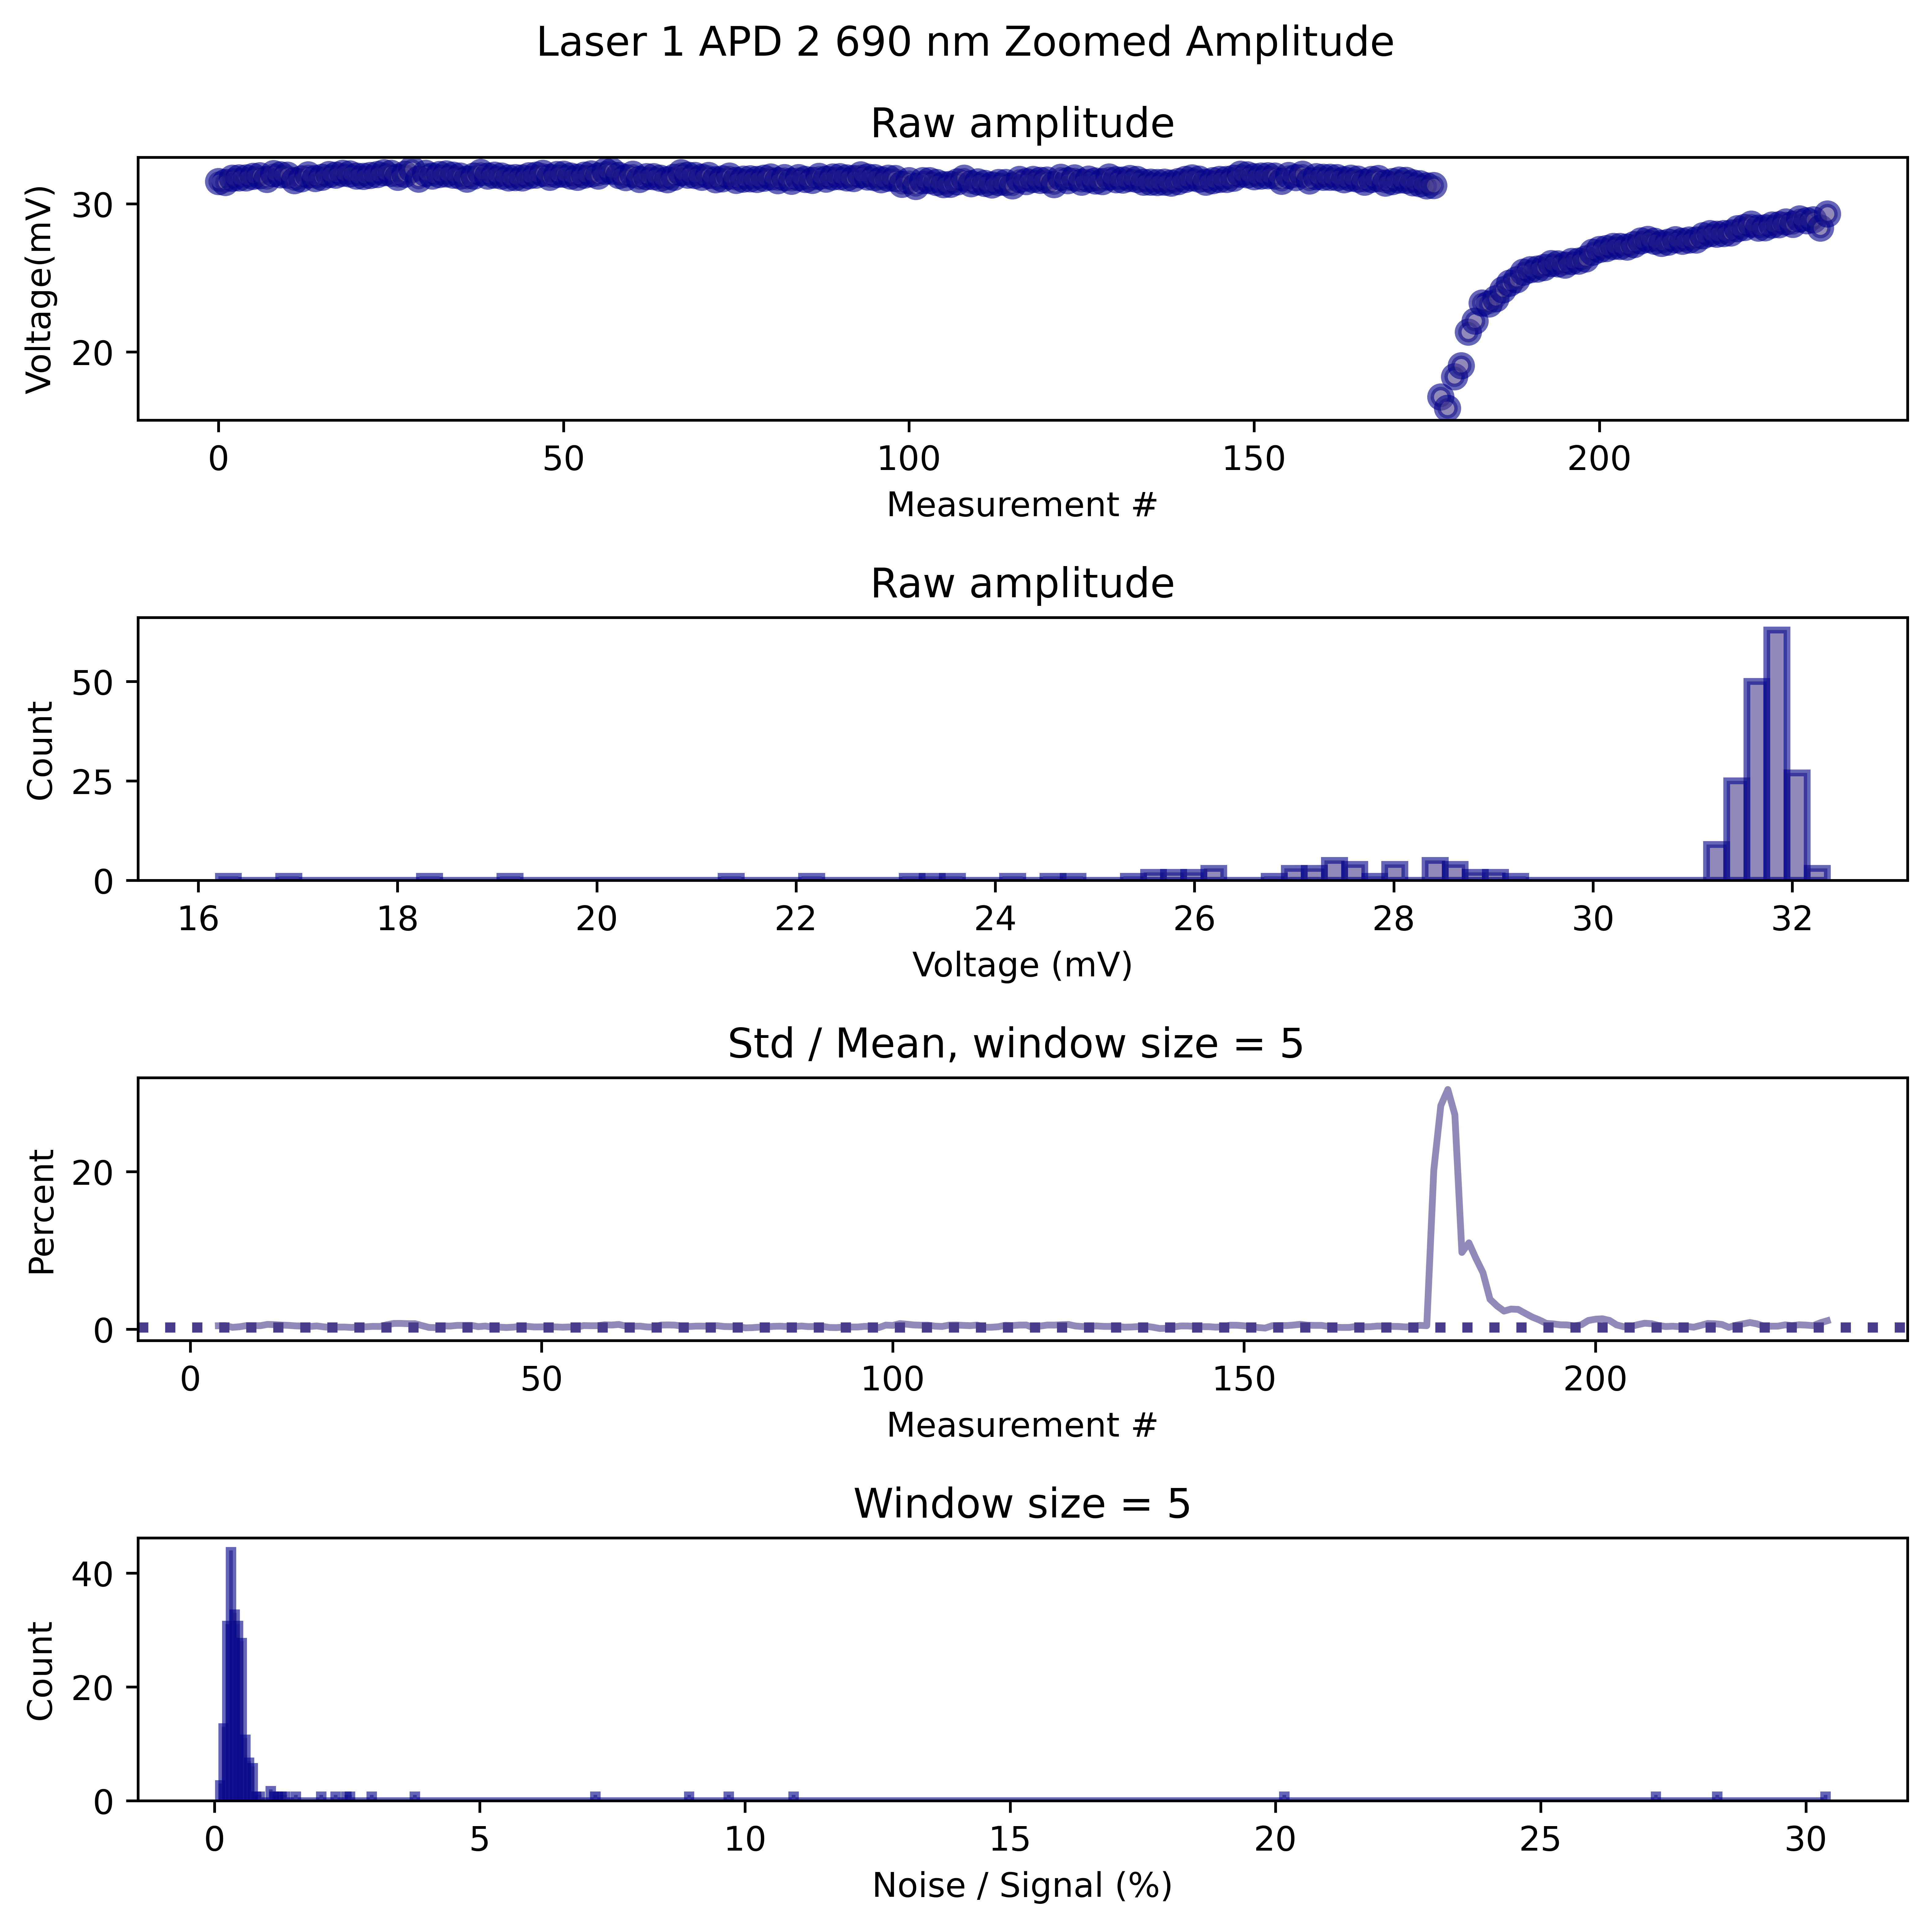 Laser 1 APD 2 690 nm Zoomed Amplitude
Raw amplitude
Voltage(mV)
30
20
0 50 100 150 200
Measurement #
Raw amplitude
Count
50
25
0
16 18 20 22 24 26 28 30 32
Voltage (mV)
Std / Mean, window size = 5
Percent
20
0
0 50 100 150 200
Measurement #
Window size = 5
Count
40
20
0
0 5 10 15 20 25 30
Noise / Signal (%)